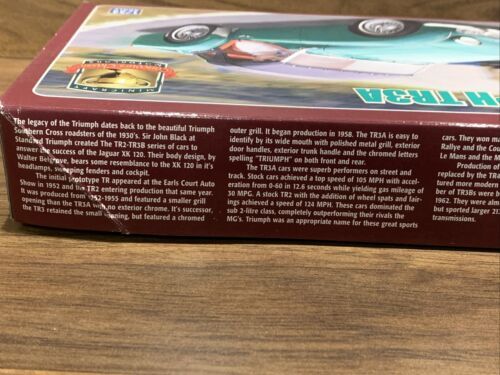 1/24
H TR3A
MINICRAFT
The legacy of the Triumph dates back to the beautiful Triumph
Southern Cross roadsters of the 1930's. Sir John Black at
Standard Triumph created The TR2-TR3B series of cars to
answer the success of the Jaguar XK 120. Their body, design by
Walter Belgrove, bears some resemblance to the XK 120 in it's
headlamps, sweeping fenders and cockpit.
The initial prototype TR appeared at the Earls Court Auto
Show in 1952 and the TR2 entering production that same year.
It was produced from 1952-1955 and featured a smaller grill
opening than the TR3A with no exterior chrome. It's successor,
the TR3 retained the small opening, but featured a chromed
outer grill. It began production in 1958. The TR3A is easy to
identify by its wide mouth with polished metal grill, exterior
door handles, exterior trunk handle and the chromed letters
spelling "TRIUMPH" on both front and rear.
The TR3A cars were superb performers on street and
track. Stock cars achieved a top speed of 105 MPH with accel-
eration from 0-60 in 12.6 seconds while yielding gas mileage of
30 MPG. A stock TR2 with the addition of wheel spats and fair-
ings achieved a speed of 124 MPH. These cars dominated the
sub 2-litre class, completely outperforming their rivals the
MG's. Triumph was an appropriate name for these great sports
cars. They won ma
Rallye and the Cou
Le Mans and the M
Production of
replaced by the TRA
tured more modern
ber of TR3Bs were h
1962. They were alm
but sported larger 21
transmissions.